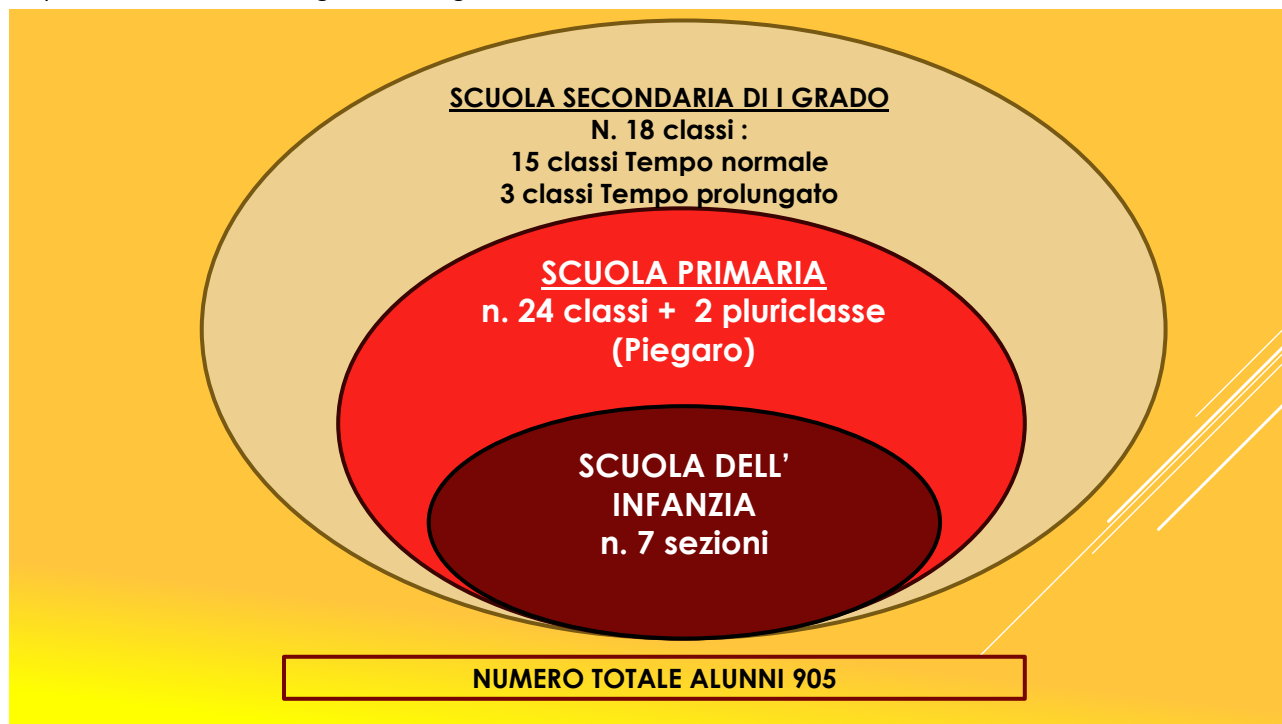 SCUOLA SECONDARIA DI I GRADO
N. 18 classi :
15 classi Tempo normale
3 classi Tempo prolungato
SCUOLA PRIMARIA
n. 24 classi + 2 pluriclasse
(Piegaro)
SCUOLA DELL'
INFANZIA
n. 7 sezioni
NUMERO TOTALE ALUNNI 905